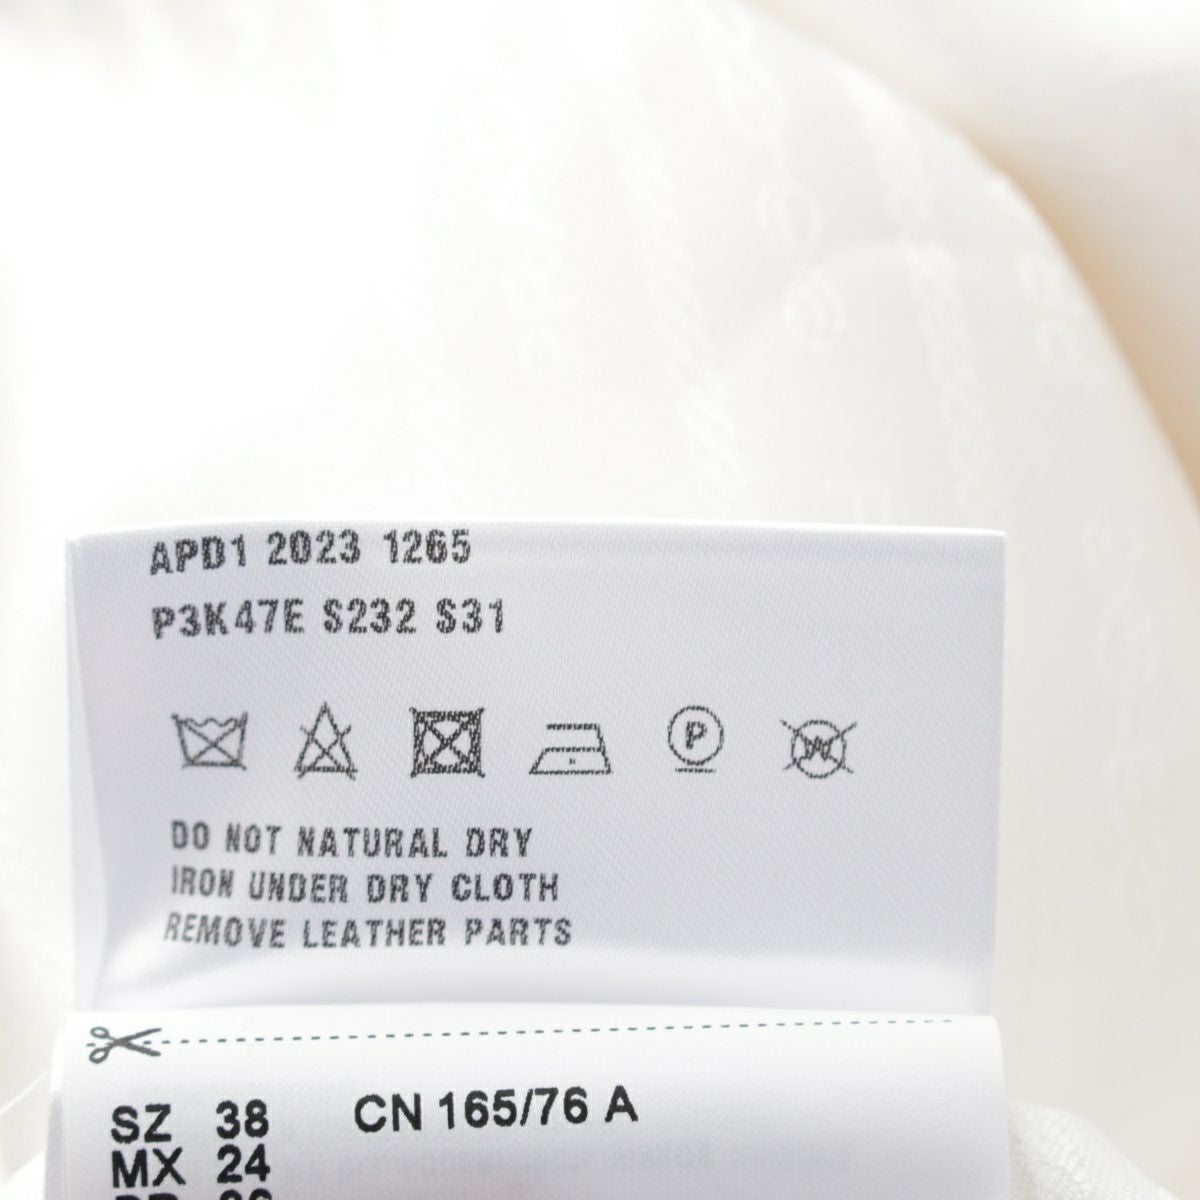 APD1 2023 1265
P3K47E S232 S31
P W
DO NOT NATURAL DRY
IRON UNDER DRY CLOTH
REMOVE LEATHER PARTS
SZ 38 CN 165/76 A
MX 24